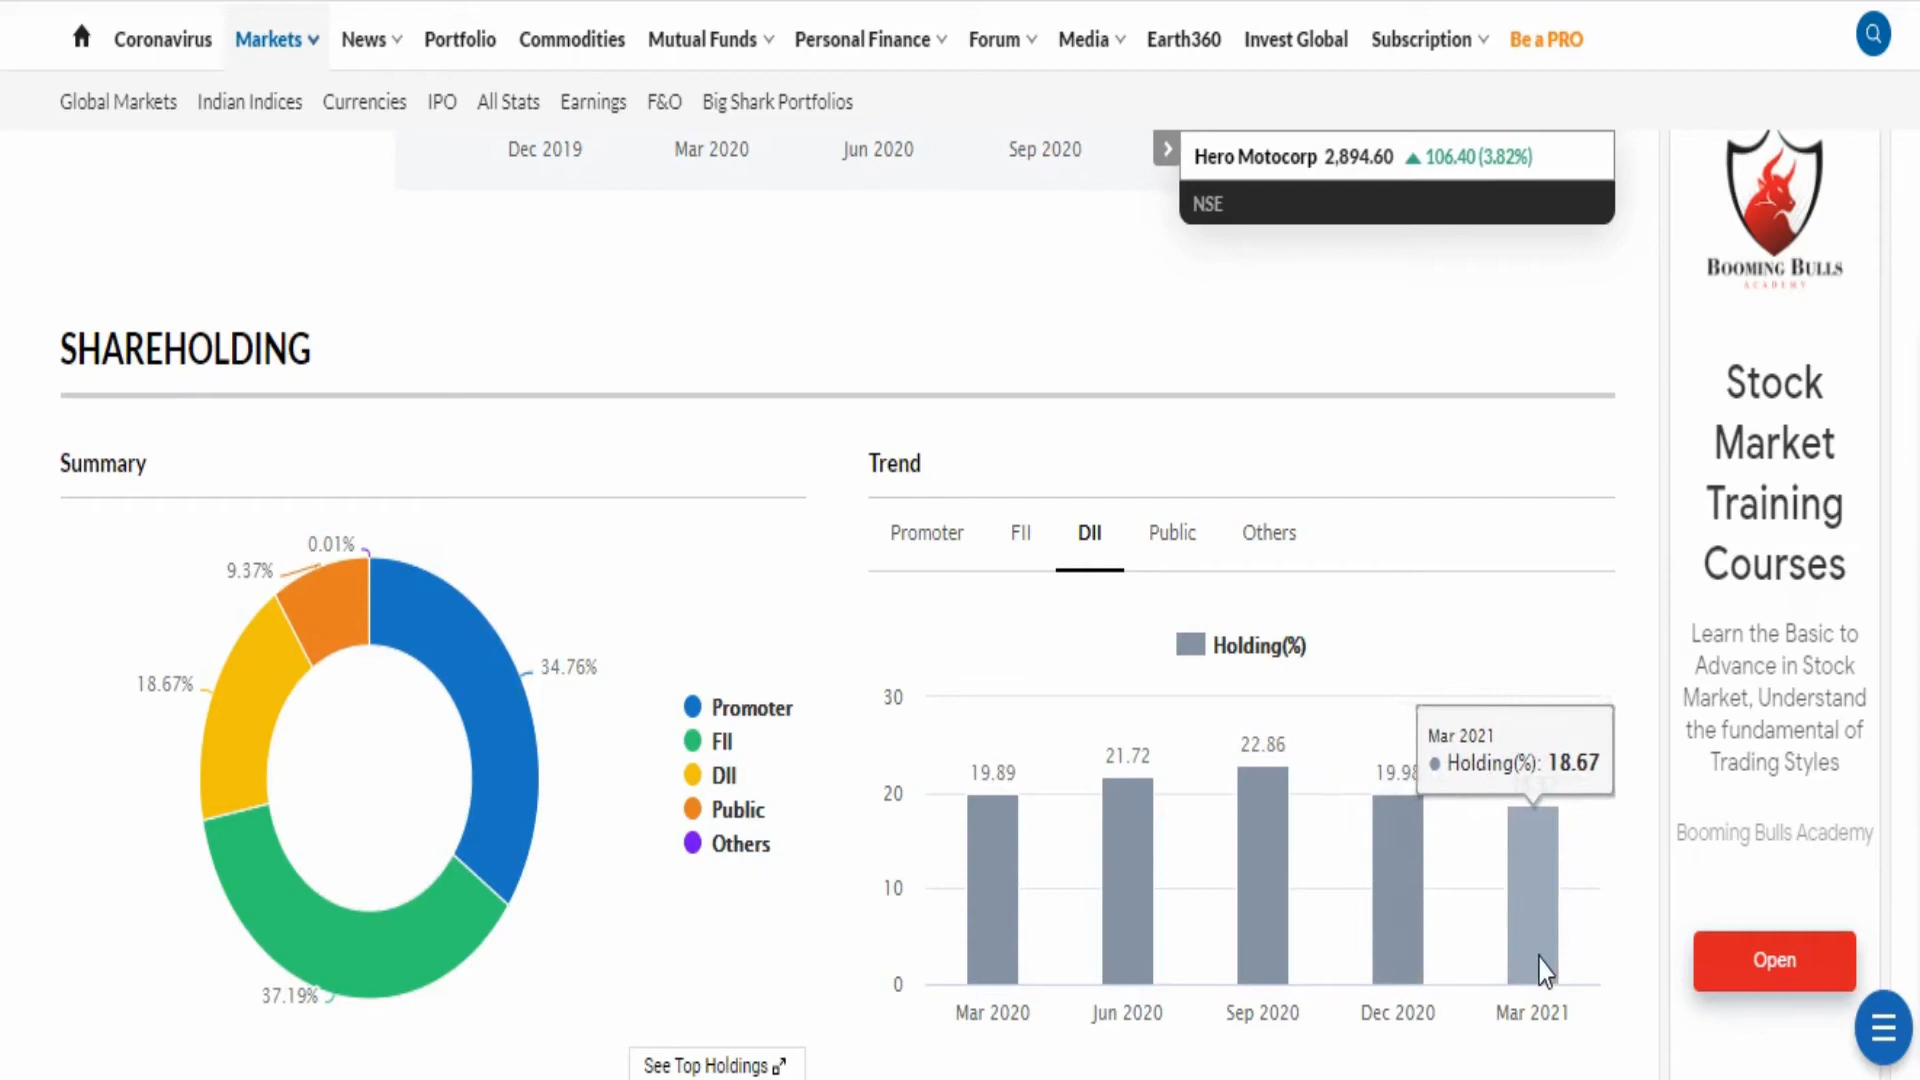 Coronavirus Markets News Portfolio Commodities Mutual Funds Personal Finance Forum Media Earth360 Invest Global Subscription Be a PRO
Global Markets Indian Indices Currencies IPO All Stats Earnings F&O Big Shark Portfolios
Dec 2019 Mar 2020 Jun 2020 Sep 2020
Hero Motocorp 2,894.60 106.40 (3.82%)
NSE
SHAREHOLDING
Summary
0.01%
9.37%
34.76%
18.67%
37.19%
Promoter
FII
DII
Public
Others
See Top Holdings
Trend
Promoter FII DII Public Others
Holding(%)
30
20
10
0
19.89
21.72
22.86
19.98
Mar 2021
Holding(%): 18.67
Mar 2020 Jun 2020 Sep 2020 Dec 2020 Mar 2021
BOOMING BULLS
ACADEMY
Stock
Market
Training
Courses
Learn the Basic to
Advance in Stock
Market, Understand
the fundamental of
Trading Styles
Booming Bulls Academy
Open